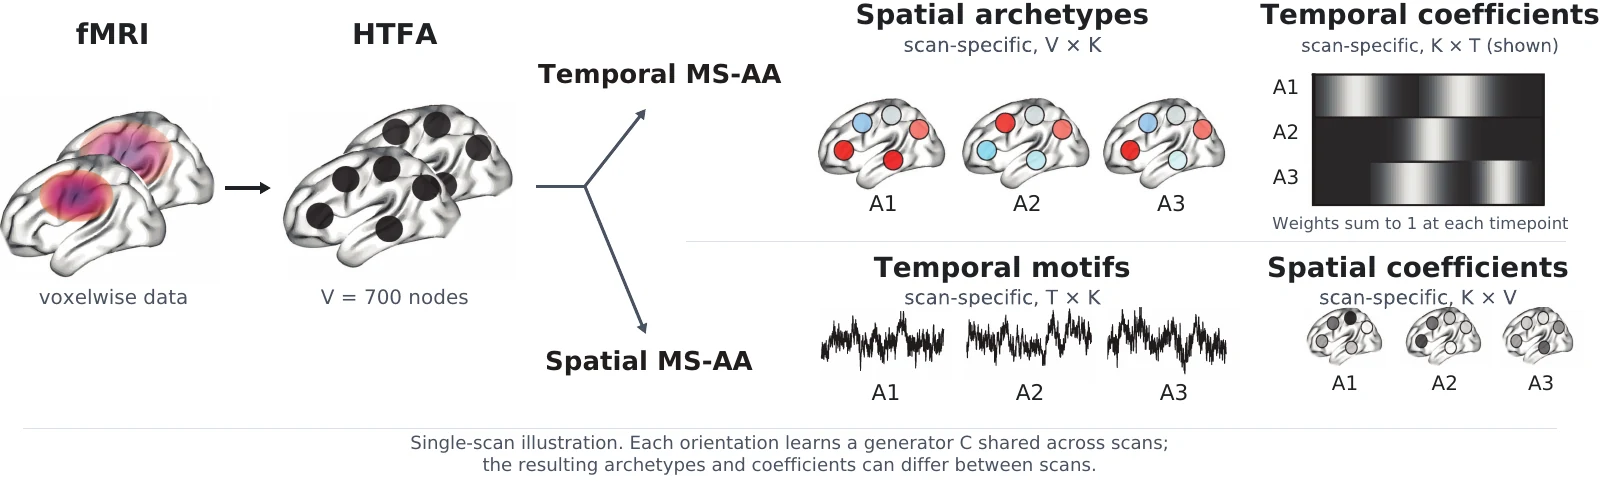 fMRI
voxelwise data
HTFA
V = 700 nodes
Temporal MS-AA
Spatial MS-AA
Spatial archetypes
scan-specific, V × K
A1
A2
A3
Temporal coefficients
scan-specific, K × T (shown)
A1
A2
A3
Weights sum to 1 at each timepoint
Temporal motifs
scan-specific, T × K
A1
A2
A3
Spatial coefficients
scan-specific, K × V
A1
A2
A3
Single-scan illustration. Each orientation learns a generator C shared across scans;
the resulting archetypes and coefficients can differ between scans.